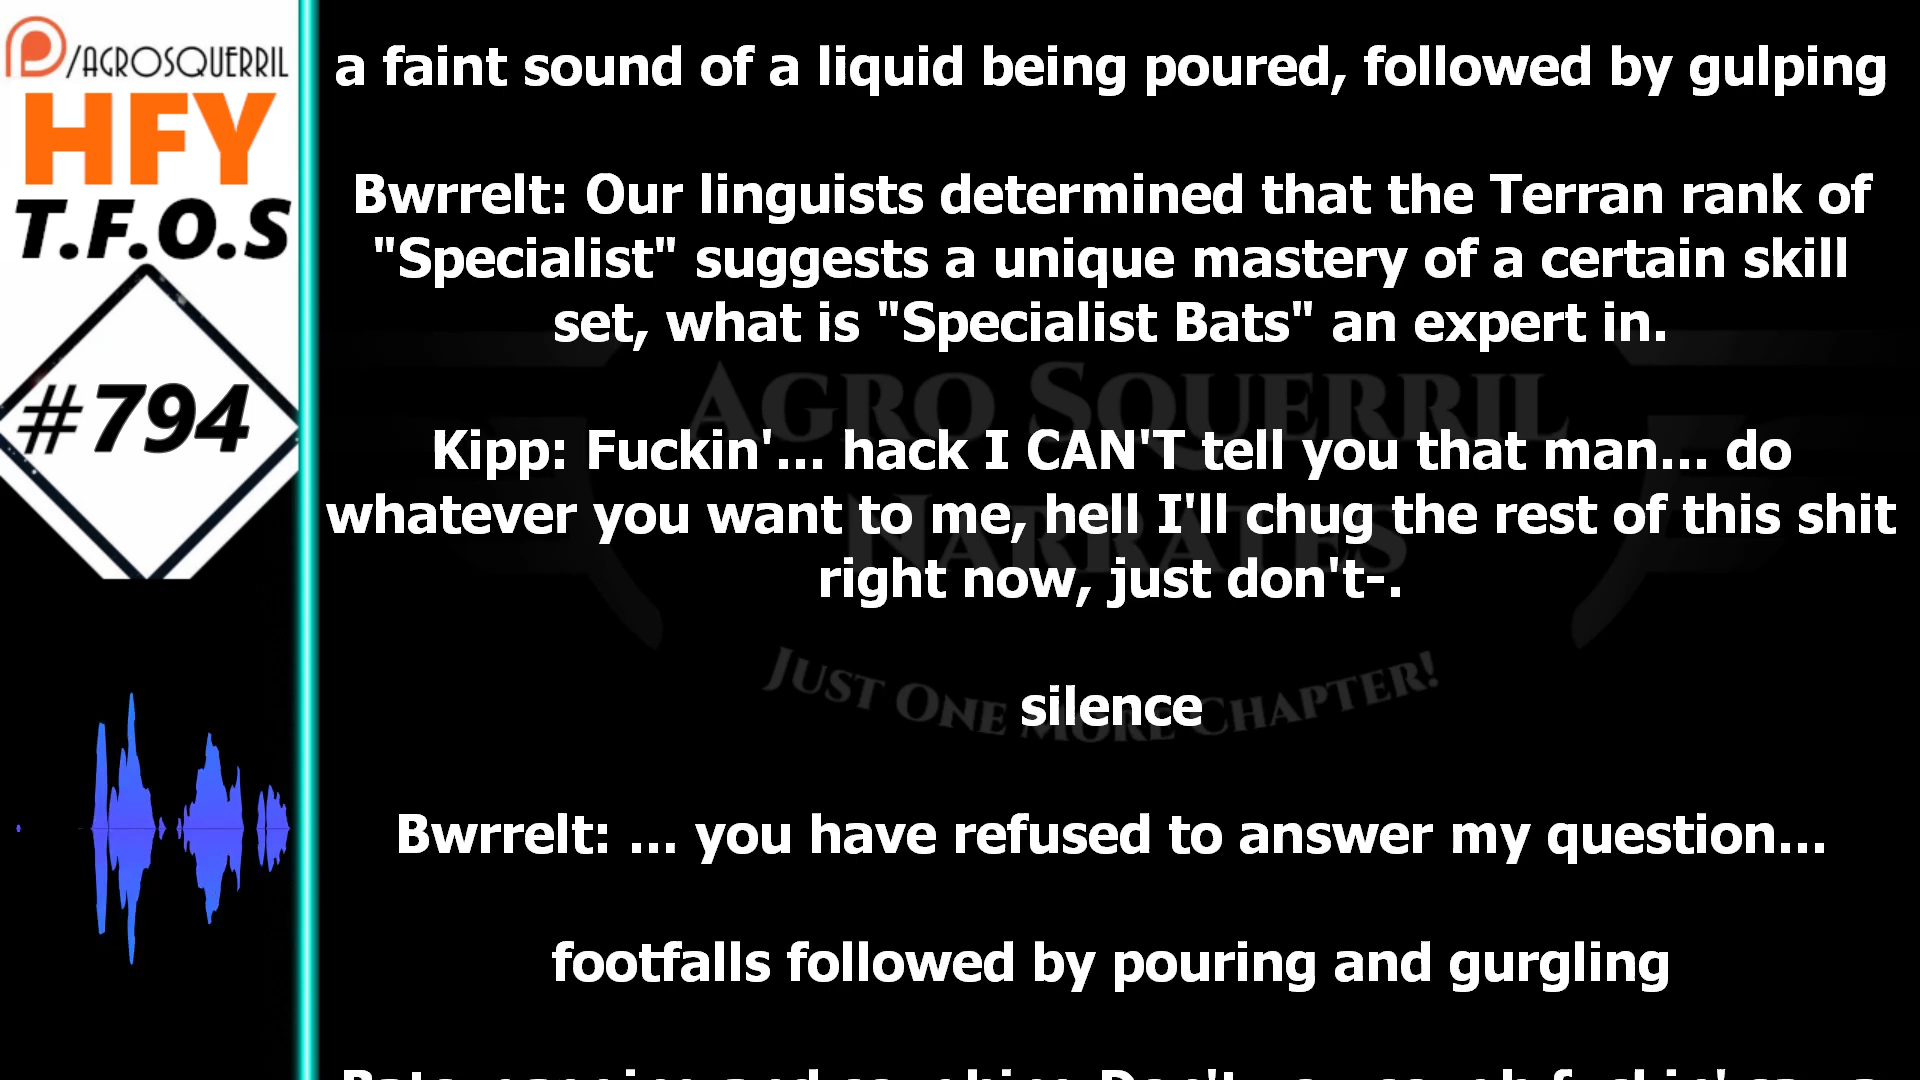 /AGROSQUERRIL
HFY
T.F.O.S
#794
a faint sound of a liquid being poured, followed by gulping
Bwrrelt: Our linguists determined that the Terran rank of
"Specialist" suggests a unique mastery of a certain skill
set, what is "Specialist Bats" an expert in.
Kipp: Fuckin'... hack I CAN'T tell you that man... do
whatever you want to me, hell I'll chug the rest of this shit
right now, just don't-.
silence
Bwrrelt: ... you have refused to answer my question...
footfalls followed by pouring and gurgling
AGRO SQUERRIL
NARRATES
JUST ONE MORE CHAPTER!